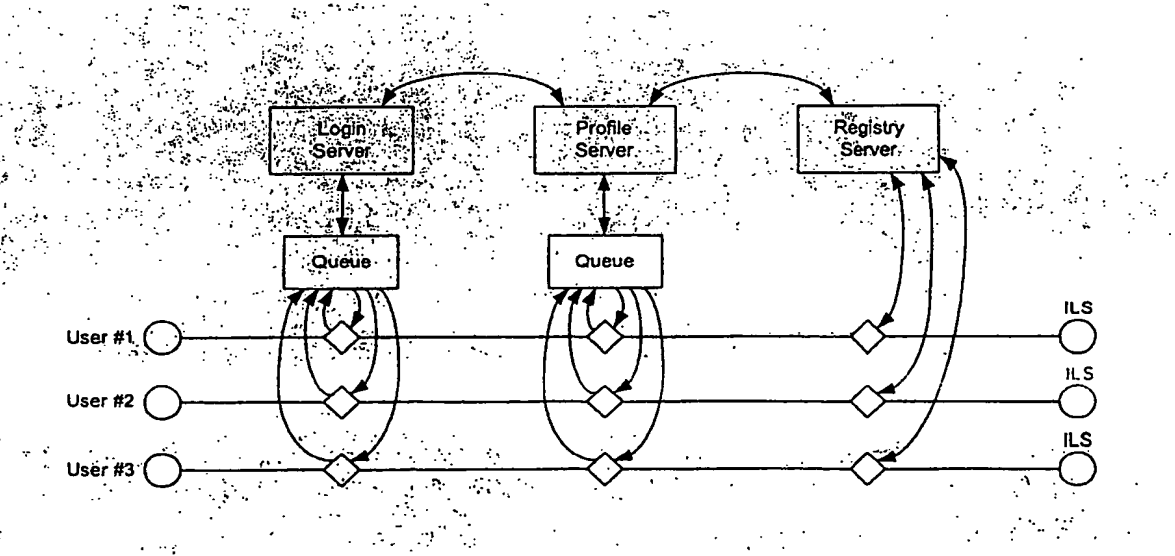 Login
Server
Profile
Server
Registry
Server
Queue
Queue
User #1
ILS
User #2
ILS
User #3
ILS